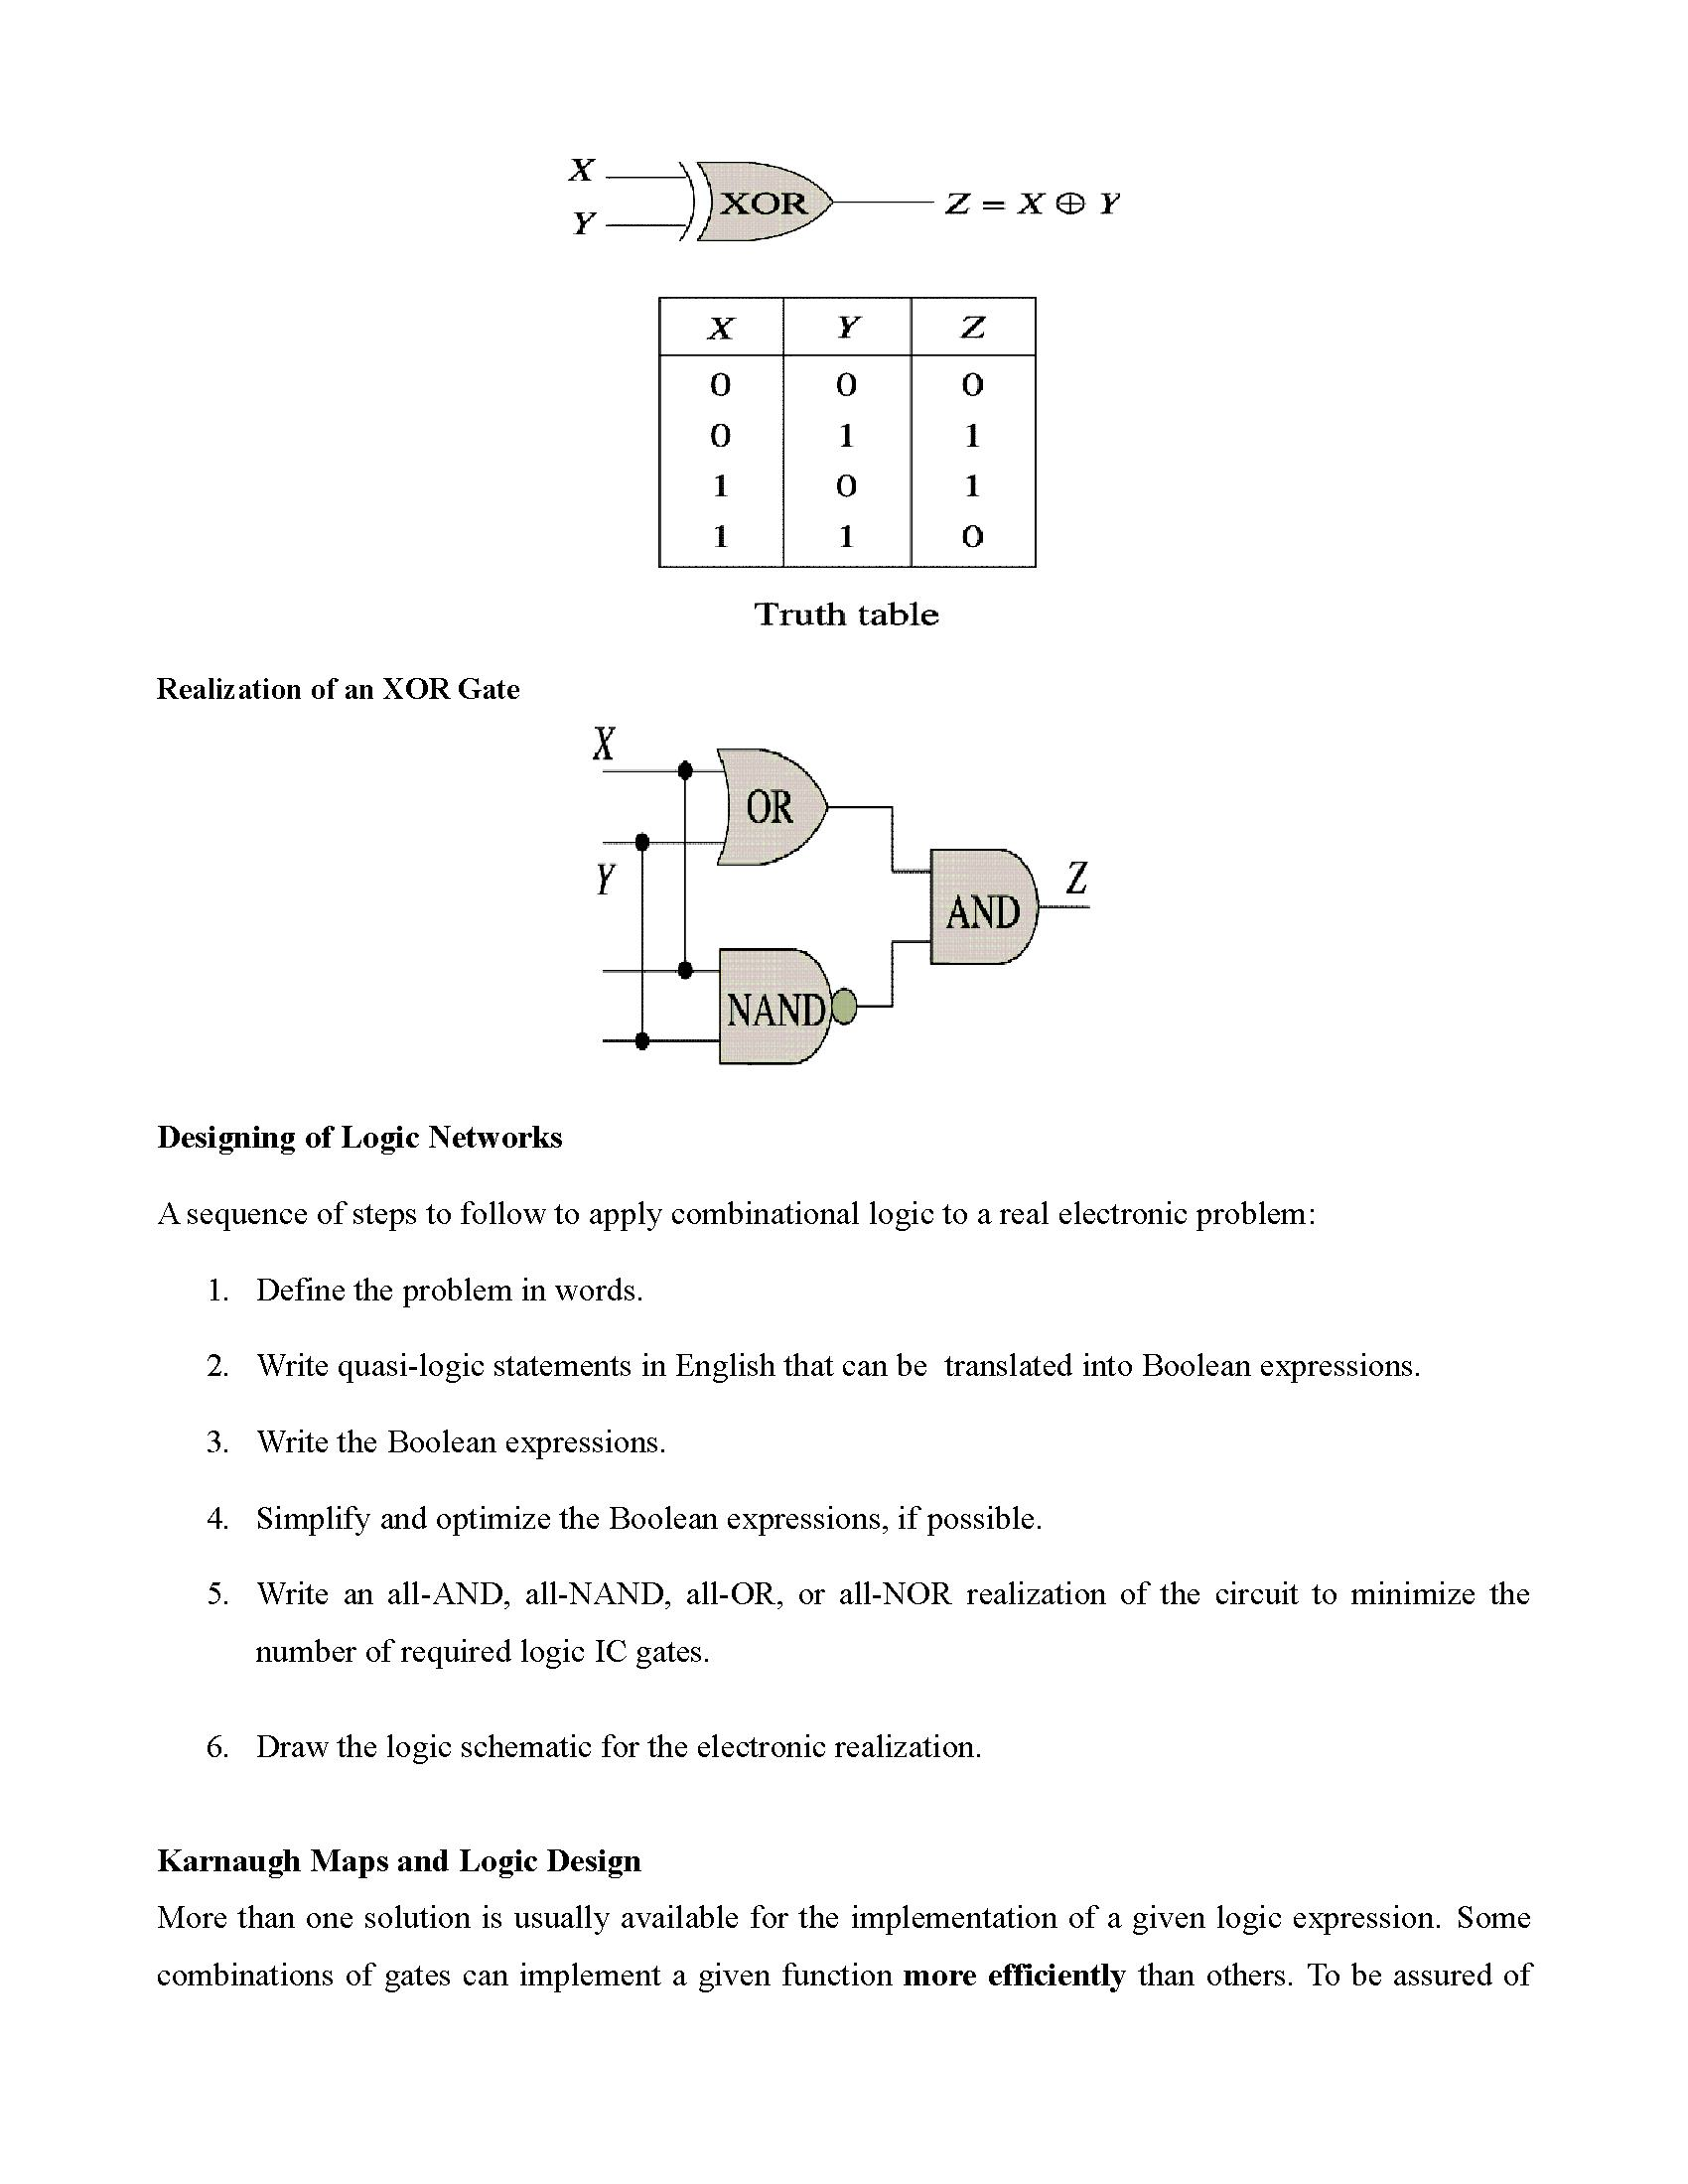 X
Y
XOR
Z = X ⊕ Y
X Y Z
0 0 0
0 1 1
1 0 1
1 1 0
Truth table
Realization of an XOR Gate
X
OR
Y
AND
Z
NAND
Designing of Logic Networks
A sequence of steps to follow to apply combinational logic to a real electronic problem:
1. Define the problem in words.
2. Write quasi-logic statements in English that can be translated into Boolean expressions.
3. Write the Boolean expressions.
4. Simplify and optimize the Boolean expressions, if possible.
5. Write an all-AND, all-NAND, all-OR, or all-NOR realization of the circuit to minimize the
number of required logic IC gates.
6. Draw the logic schematic for the electronic realization.
Karnaugh Maps and Logic Design
More than one solution is usually available for the implementation of a given logic expression. Some
combinations of gates can implement a given function more efficiently than others. To be assured of